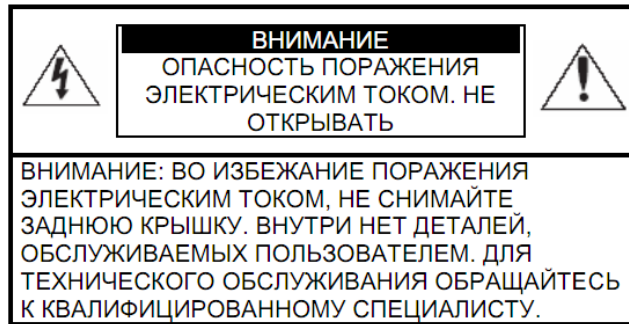 ВНИМАНИЕ
ОПАСНОСТЬ ПОРАЖЕНИЯ
ЭЛЕКТРИЧЕСКИМ ТОКОМ. НЕ
ОТКРЫВАТЬ
ВНИМАНИЕ: ВО ИЗБЕЖАНИЕ ПОРАЖЕНИЯ
ЭЛЕКТРИЧЕСКИМ ТОКОМ, НЕ СНИМАЙТЕ
ЗАДНЮЮ КРЫШКУ. ВНУТРИ НЕТ ДЕТАЛЕЙ,
ОБСЛУЖИВАЕМЫХ ПОЛЬЗОВАТЕЛЕМ. ДЛЯ
ТЕХНИЧЕСКОГО ОБСЛУЖИВАНИЯ ОБРАЩАЙТЕСЬ
К КВАЛИФИЦИРОВАННОМУ СПЕЦИАЛИСТУ.